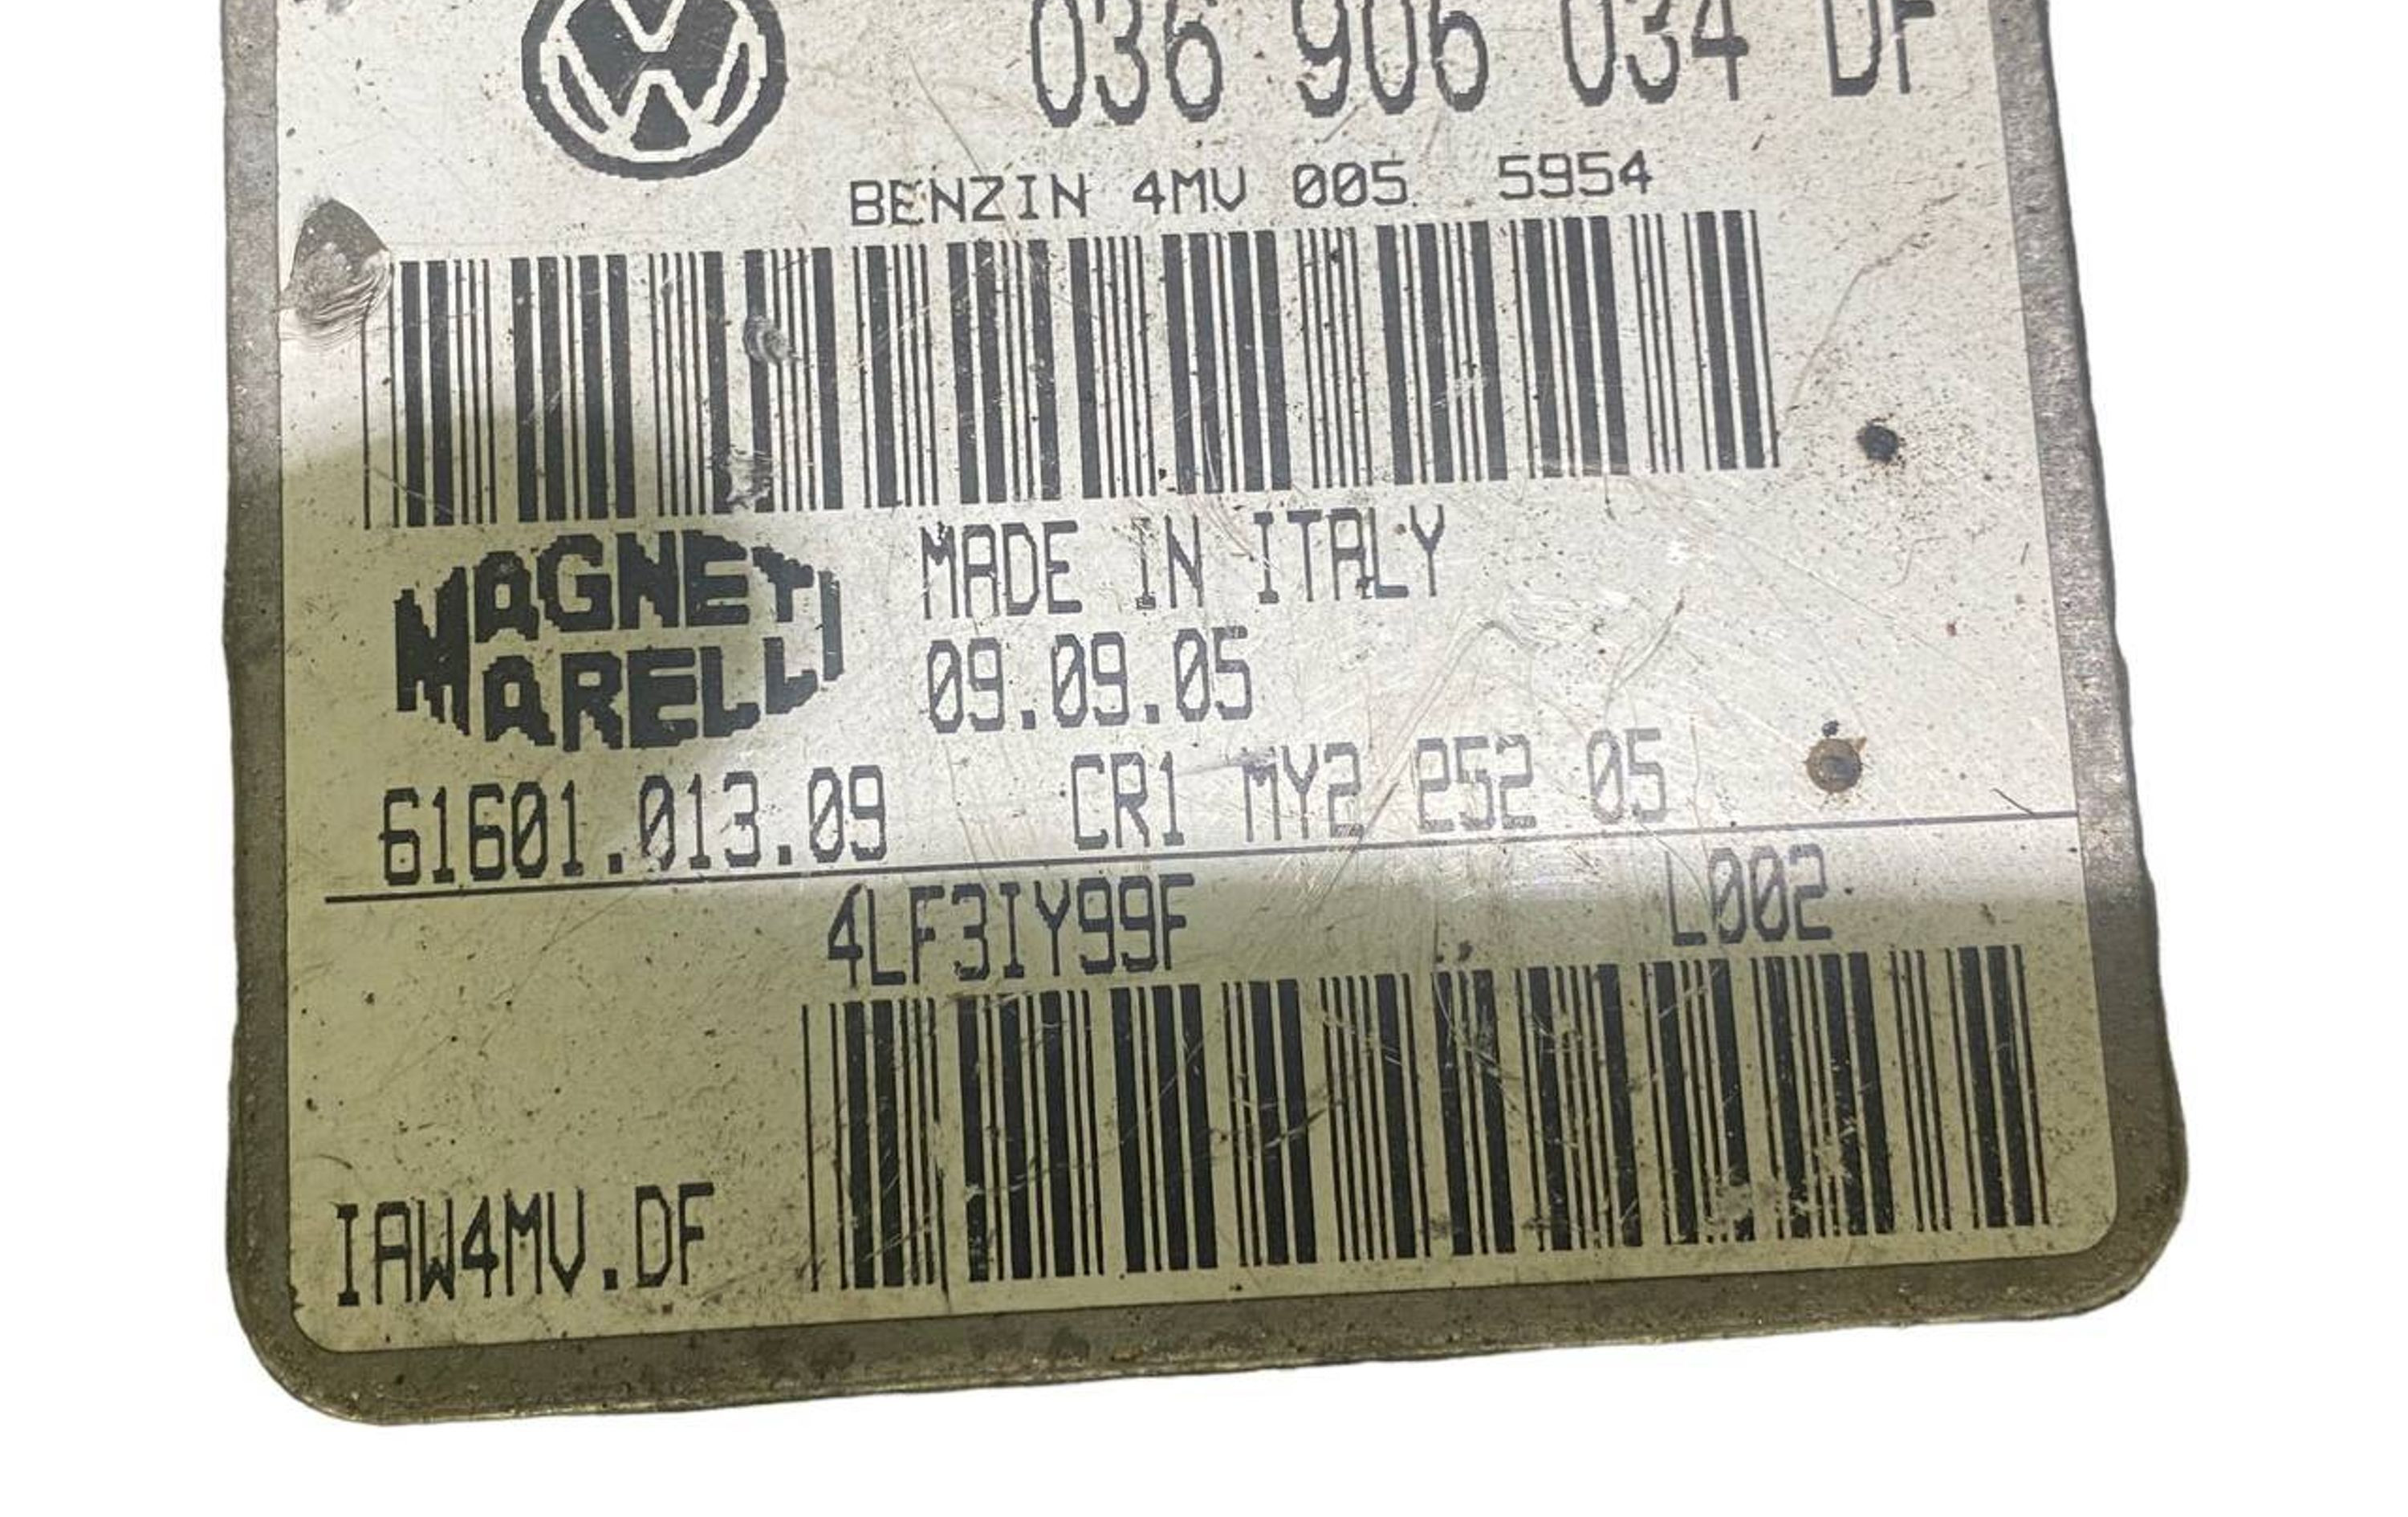 036 906 034 DF
BENZIN 4MV 005 5954
MAGNETI
MARELLI
MADE IN ITALY
09.09.05
61601.013.09 CR1 MY2 252 05
4LF3IY99F L002
IAW4MV.DF